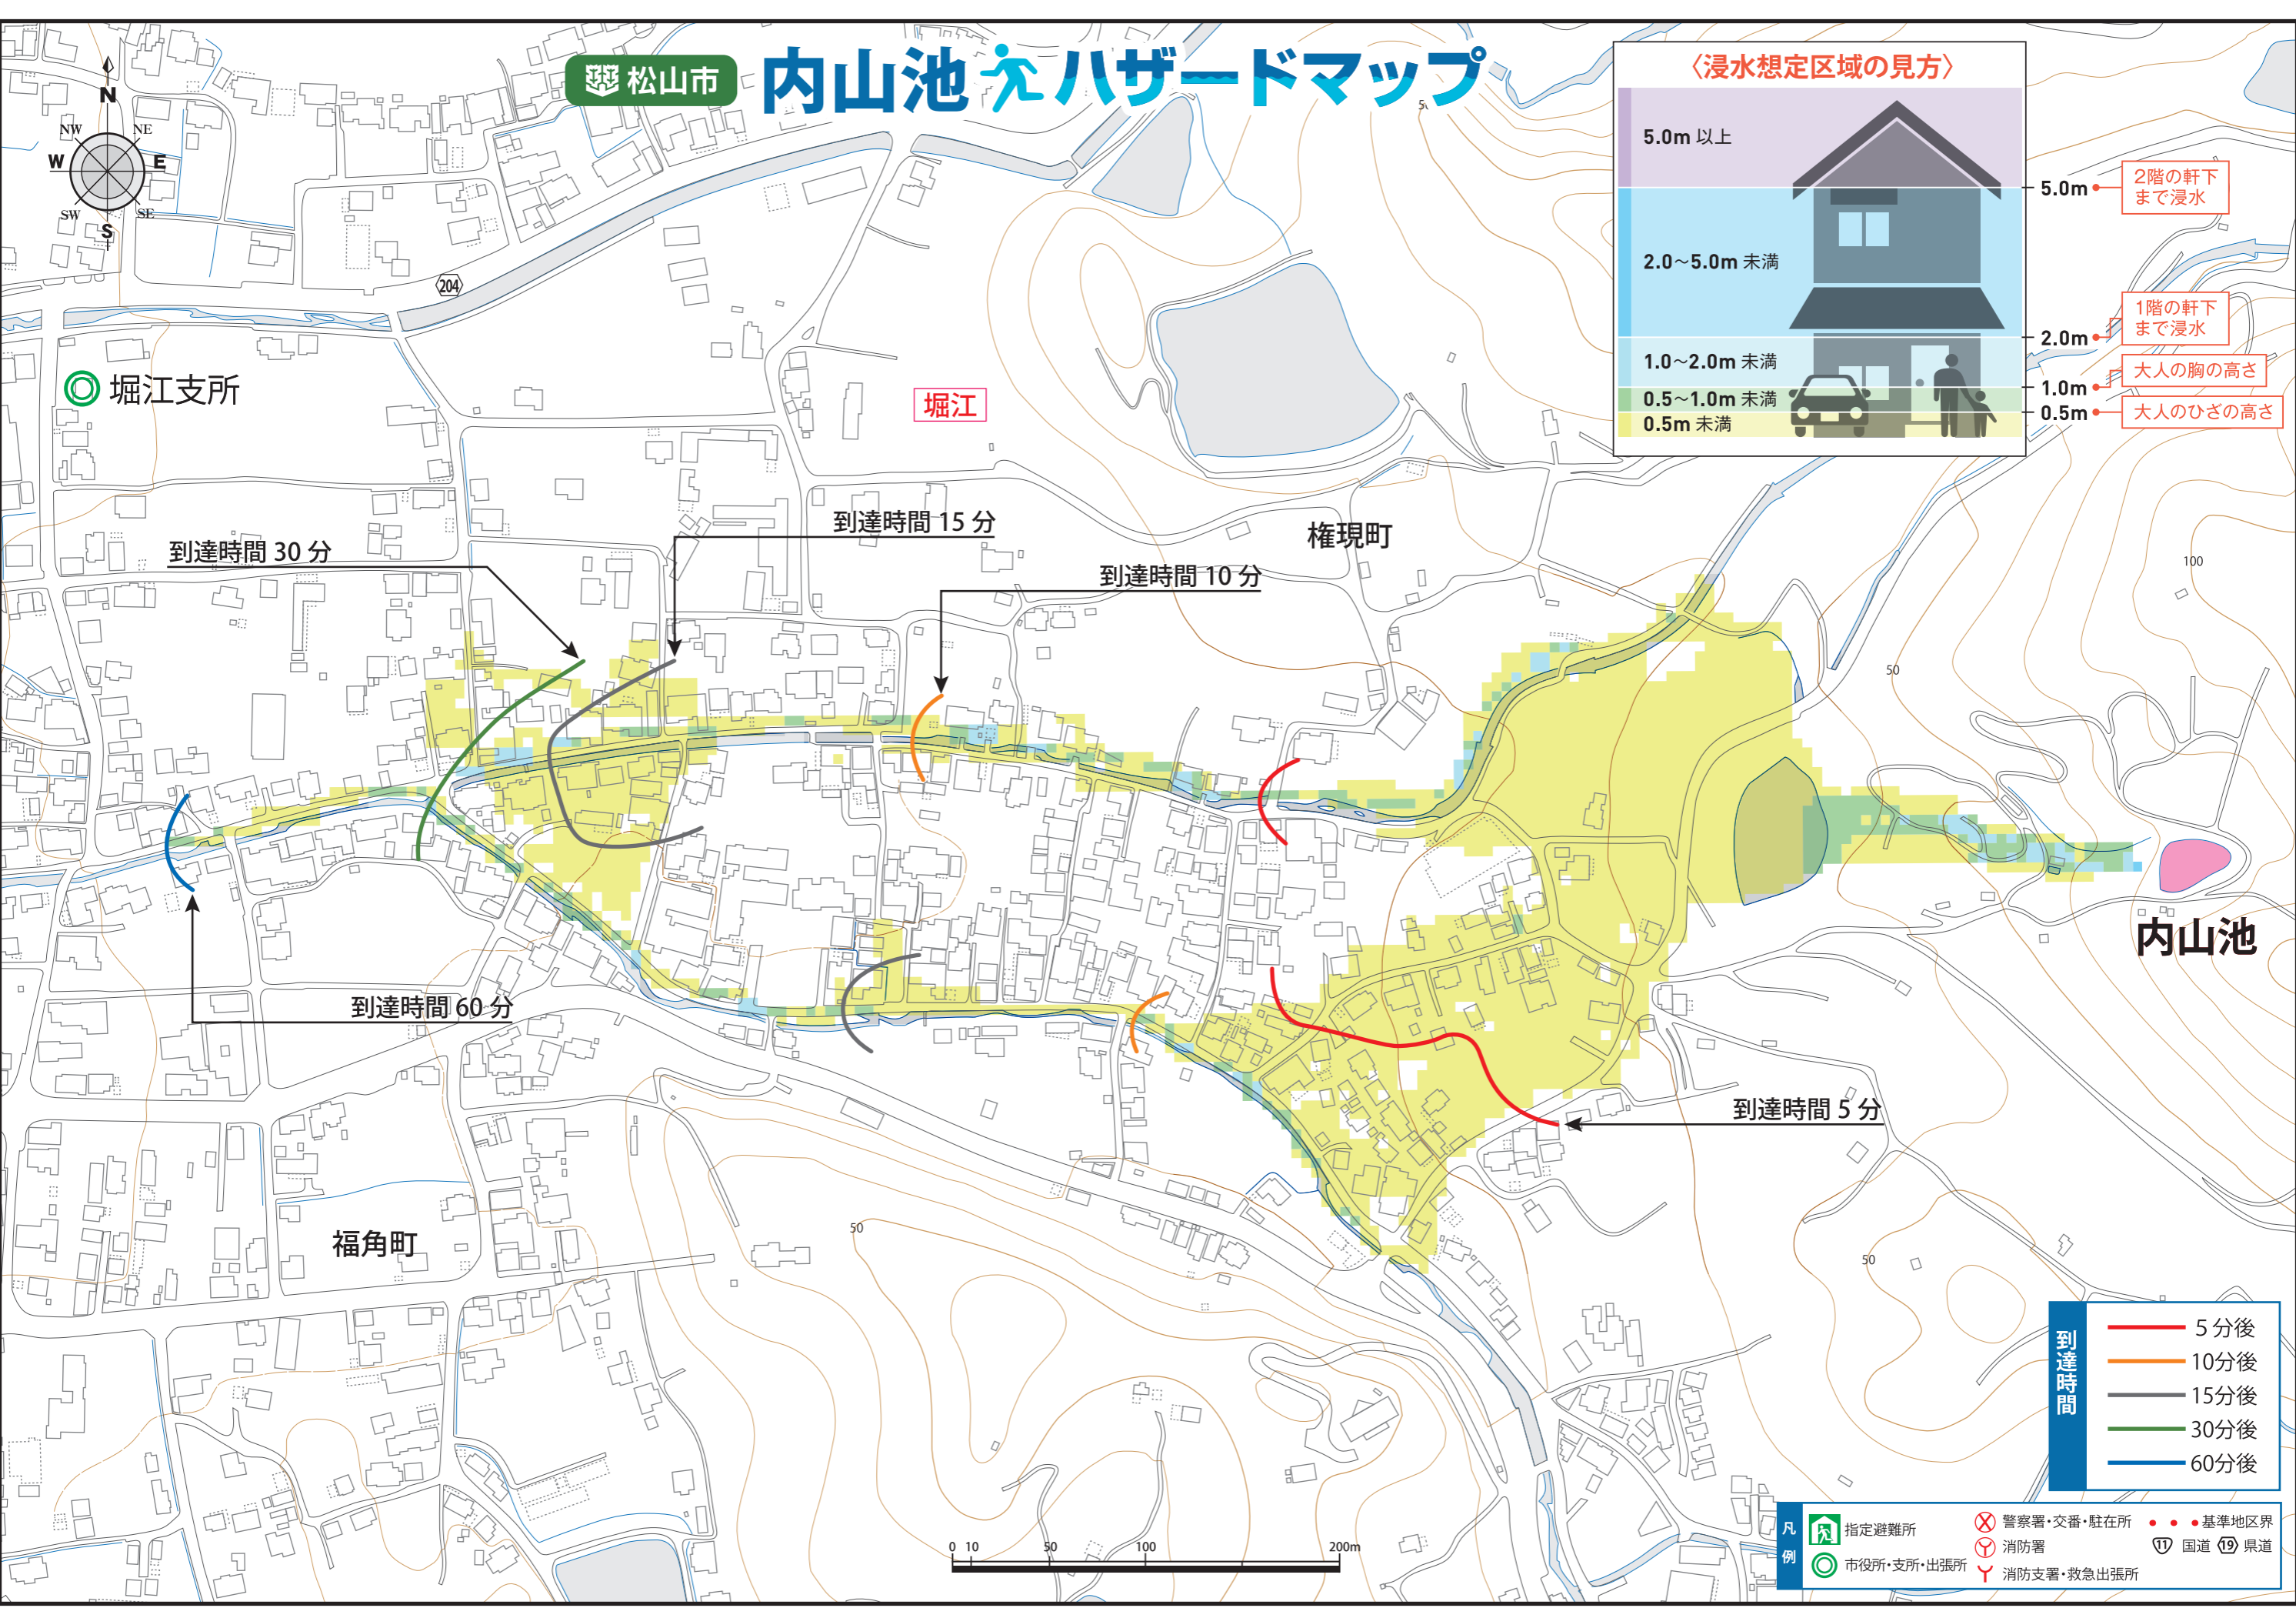 松山市
内山池 ハザードマップ
N
NW
NE
W
E
SW
SE
S
〈浸水想定区域の見方〉
5.0m 以上
2.0～5.0m 未満
1.0～2.0m 未満
0.5～1.0m 未満
0.5m 未満
5.0m
2階の軒下
まで浸水
2.0m
1階の軒下
まで浸水
1.0m
大人の胸の高さ
0.5m
大人のひざの高さ
204
堀江支所
堀江
権現町
到達時間 15 分
到達時間 30 分
到達時間 10 分
100
50
内山池
到達時間 60 分
到達時間 5 分
福角町
50
50
到達時間
5 分後
10分後
15分後
30分後
60分後
0 10 50 100 200m
凡例
指定避難所
市役所・支所・出張所
警察署・交番・駐在所
消防署
消防支署・救急出張所
基準地区界
11 国道 19 県道